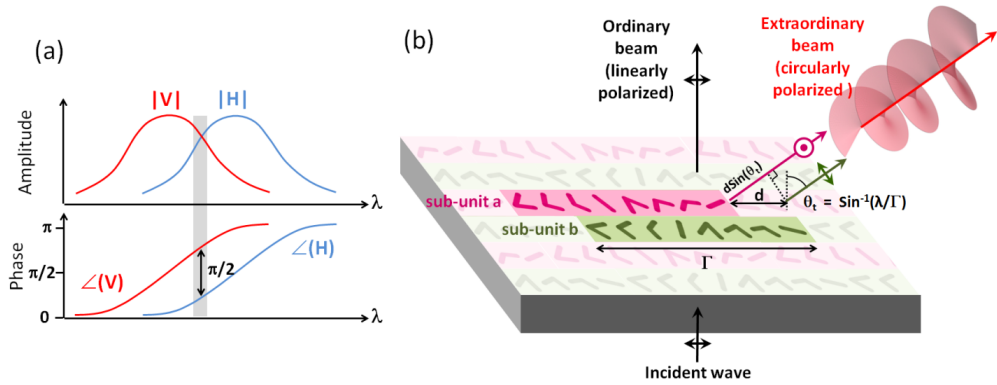 (a)
|V|
|H|
Amplitude
λ
π
π/2
0
Phase
∠(V)
π/2
∠(H)
λ
(b)
Ordinary
beam
(linearly
polarized)
Extraordinary
beam
(circularly
polarized )
dSin(θt)
d
θt = Sin-1(λ/Γ)
sub-unit a
sub-unit b
Γ
Incident wave